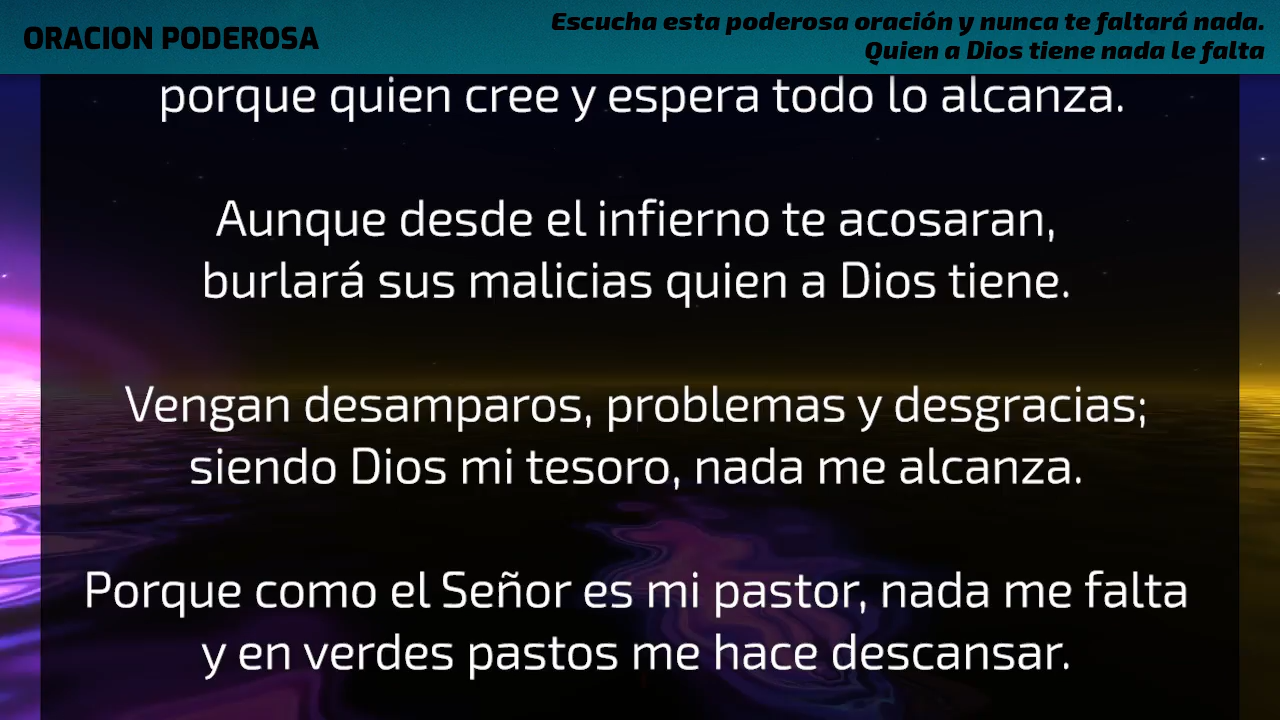 ORACION PODEROSA
Escucha esta poderosa oración y nunca te faltará nada.
Quien a Dios tiene nada le falta
porque quien cree y espera todo lo alcanza.
Aunque desde el infierno te acosaran,
burlará sus malicias quien a Dios tiene.
Vengan desamparos, problemas y desgracias;
siendo Dios mi tesoro, nada me alcanza.
Porque como el Señor es mi pastor, nada me falta
y en verdes pastos me hace descansar.